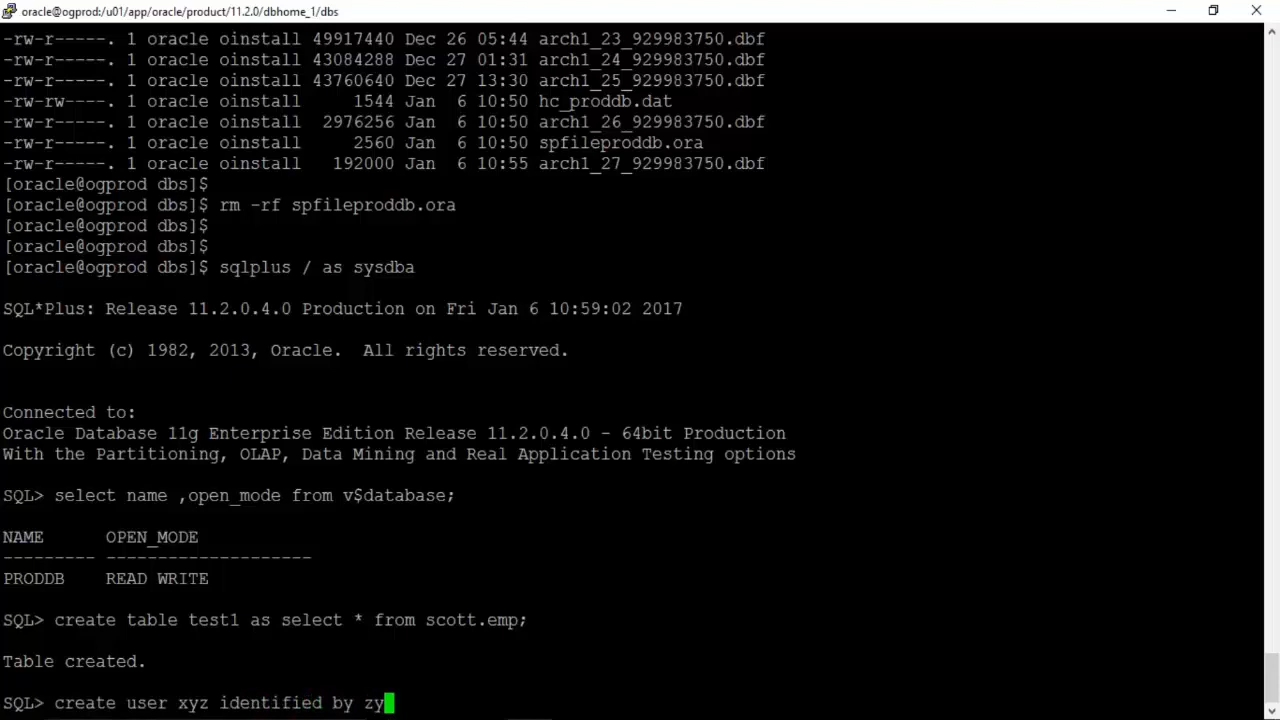 oracle@ogprod:/u01/app/oracle/product/11.2.0/dbhome_1/dbs
-rw-r-----. 1 oracle oinstall 49917440 Dec 26 05:44 arch1_23_929983750.dbf
-rw-r-----. 1 oracle oinstall 43084288 Dec 27 01:31 arch1_24_929983750.dbf
-rw-r-----. 1 oracle oinstall 43760640 Dec 27 13:30 arch1_25_929983750.dbf
-rw-rw----. 1 oracle oinstall     1544 Jan  6 10:50 hc_proddb.dat
-rw-r-----. 1 oracle oinstall  2976256 Jan  6 10:50 arch1_26_929983750.dbf
-rw-r-----. 1 oracle oinstall     2560 Jan  6 10:50 spfileproddb.ora
-rw-r-----. 1 oracle oinstall   192000 Jan  6 10:55 arch1_27_929983750.dbf
[oracle@ogprod dbs]$
[oracle@ogprod dbs]$ rm -rf spfileproddb.ora
[oracle@ogprod dbs]$
[oracle@ogprod dbs]$
[oracle@ogprod dbs]$ sqlplus / as sysdba
SQL*Plus: Release 11.2.0.4.0 Production on Fri Jan 6 10:59:02 2017
Copyright (c) 1982, 2013, Oracle.  All rights reserved.
Connected to:
Oracle Database 11g Enterprise Edition Release 11.2.0.4.0 - 64bit Production
With the Partitioning, OLAP, Data Mining and Real Application Testing options
SQL> select name ,open_mode from v$database;
NAME      OPEN_MODE
--------- --------------------
PRODDB    READ WRITE
SQL> create table test1 as select * from scott.emp;
Table created.
SQL> create user xyz identified by zy